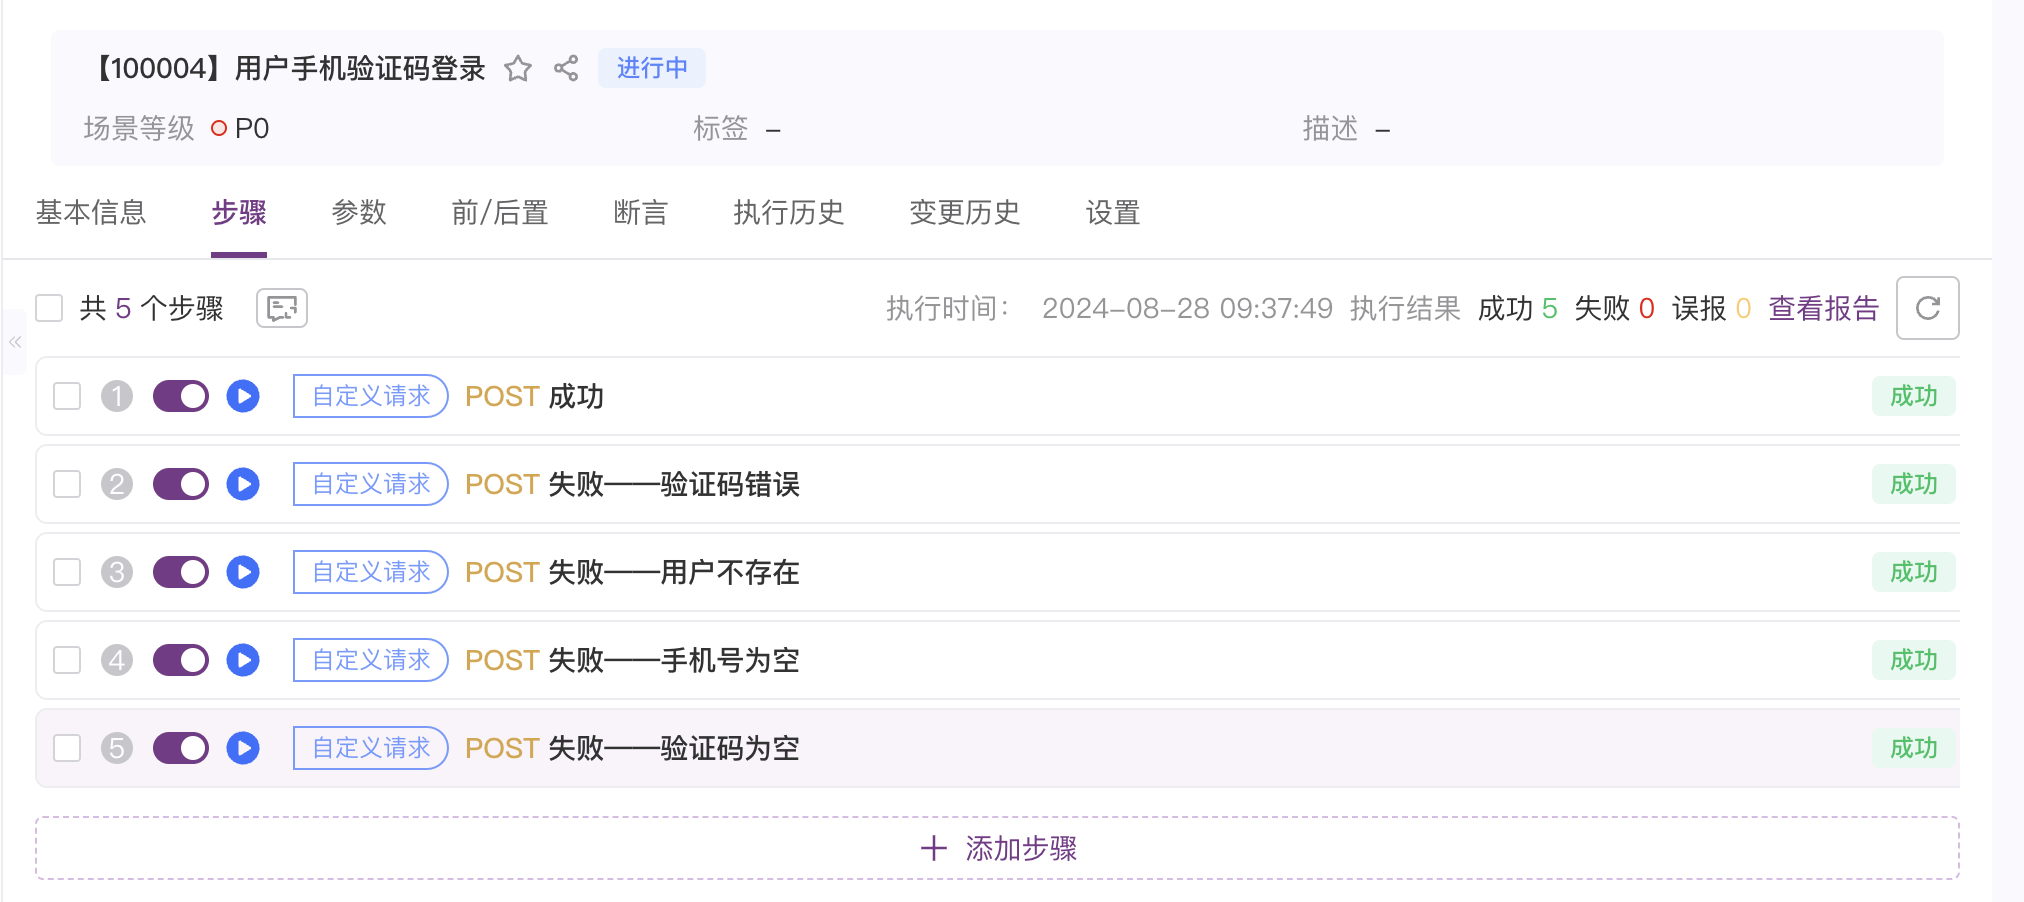 【100004】用户手机验证码登录 进行中
场景等级 P0 标签 – 描述 –
基本信息 步骤 参数 前/后置 断言 执行历史 变更历史 设置
共 5 个步骤 执行时间： 2024–08–28 09:37:49 执行结果 成功 5 失败 0 误报 0 查看报告
1 自定义请求 POST 成功 成功
2 自定义请求 POST 失败——验证码错误 成功
3 自定义请求 POST 失败——用户不存在 成功
4 自定义请求 POST 失败——手机号为空 成功
5 自定义请求 POST 失败——验证码为空 成功
添加步骤